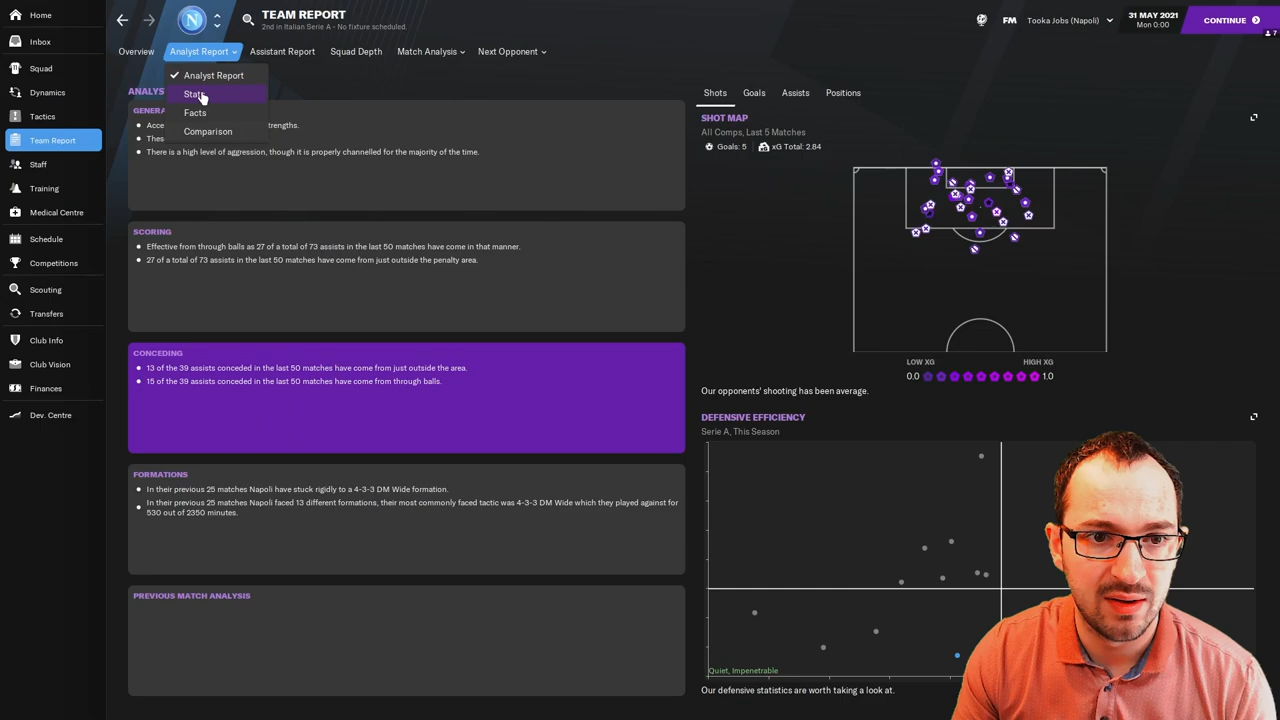 TEAM REPORT
2nd in Italian Serie A - No fixture scheduled.
FM
Tooka Jobs (Napoli)
31 MAY 2021
Mon 0:00
CONTINUE
7
Home
Inbox
Squad
Dynamics
Tactics
Team Report
Staff
Training
Medical Centre
Schedule
Competitions
Scouting
Transfers
Club Info
Club Vision
Finances
Dev. Centre
Overview
Analyst Report
Assistant Report
Squad Depth
Match Analysis
Next Opponent
Analyst Report
Stats
Facts
Comparison
There is a high level of aggression, though it is properly channelled for the majority of the time.
SCORING
Effective from through balls as 27 of a total of 73 assists in the last 50 matches have come in that manner.
27 of a total of 73 assists in the last 50 matches have come from just outside the penalty area.
CONCEDING
13 of the 39 assists conceded in the last 50 matches have come from just outside the area.
15 of the 39 assists conceded in the last 50 matches have come from through balls.
FORMATIONS
In their previous 25 matches Napoli have stuck rigidly to a 4-3-3 DM Wide formation.
In their previous 25 matches Napoli faced 13 different formations, their most commonly faced tactic was 4-3-3 DM Wide which they played against for
530 out of 2350 minutes.
PREVIOUS MATCH ANALYSIS
Shots
Goals
Assists
Positions
SHOT MAP
All Comps, Last 5 Matches
Goals: 5
xG Total: 2.84
LOW XG
HIGH XG
0.0
1.0
Our opponents' shooting has been average.
DEFENSIVE EFFICIENCY
Serie A, This Season
Quiet, Impenetrable
Our defensive statistics are worth taking a look at.